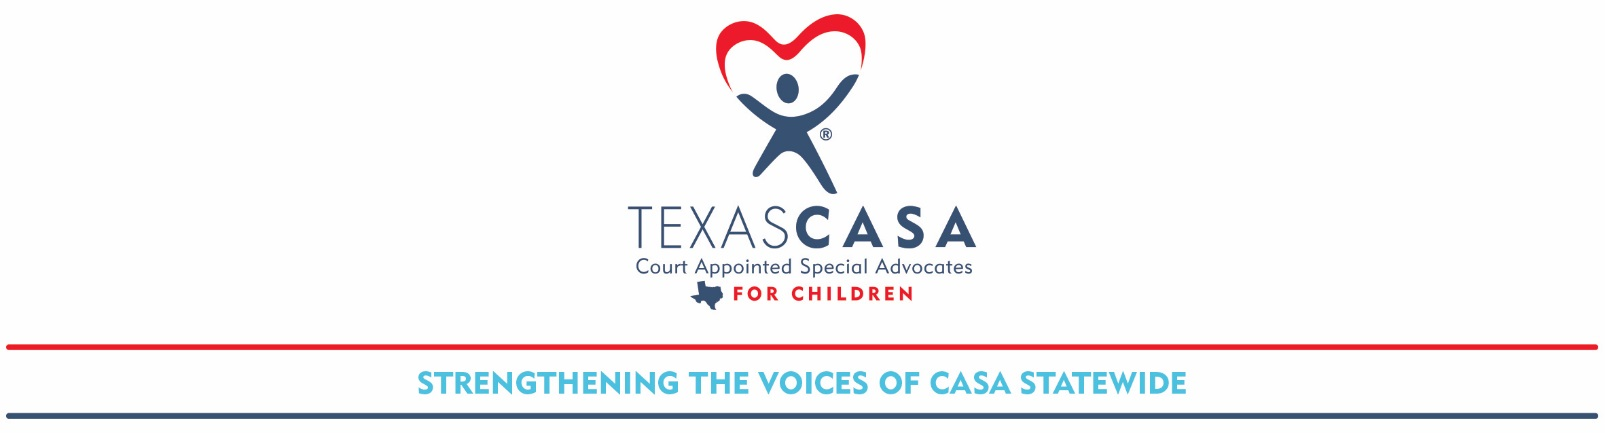 ®
TEXASCASA
Court Appointed Special Advocates
FOR CHILDREN
STRENGTHENING THE VOICES OF CASA STATEWIDE